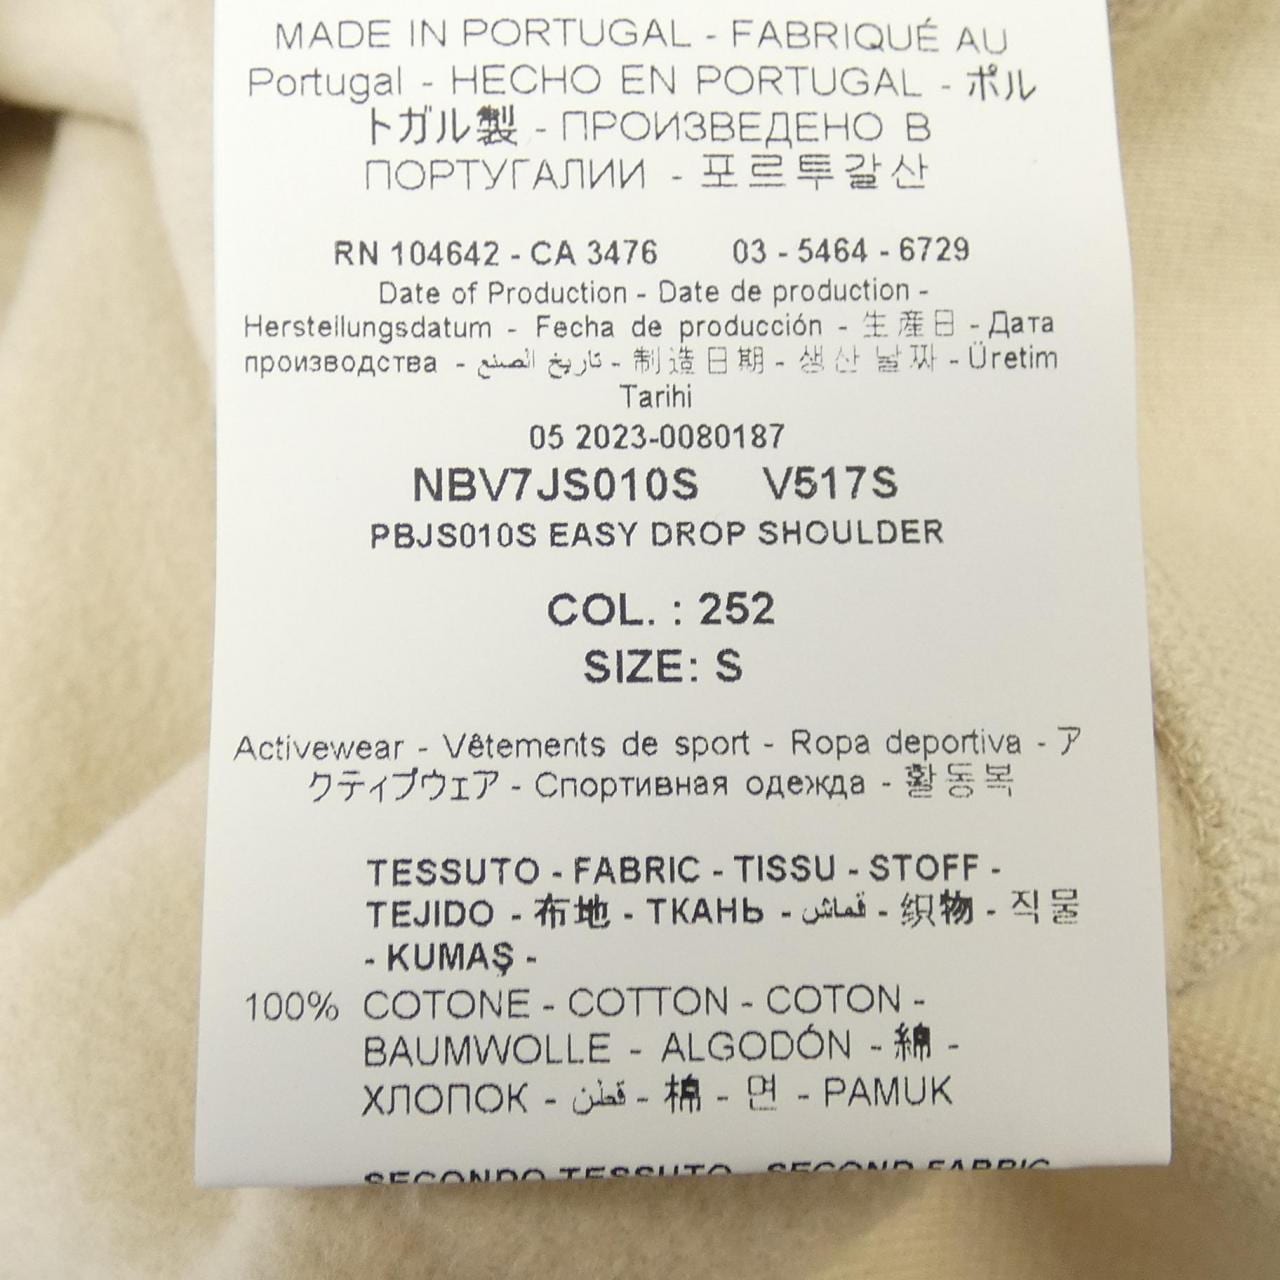 MADE IN PORTUGAL - FABRIQUÉ AU
Portugal - HECHO EN PORTUGAL - ポル
トガル製 - ПРОИЗВЕДЕНО В
ПОРТУГАЛИИ - 포르투갈산
RN 104642 - CA 3476 03 - 5464 - 6729
Date of Production - Date de production -
Herstellungsdatum - Fecha de producción - 生産日 - Дата
производства - تاريخ الصنع - 制造日期 - 생산 날짜 - Üretim
Tarihi
05 2023-0080187
NBV7JS010S V517S
PBJS010S EASY DROP SHOULDER
COL. : 252
SIZE: S
Activewear - Vêtements de sport - Ropa deportiva - ア
クティブウェア - Спортивная одежда - 활동복
TESSUTO - FABRIC - TISSU - STOFF -
TEJIDO - 布地 - ТКАНЬ - قماش - 织物 - 직물
- KUMAŞ -
100% COTONE - COTTON - COTON -
BAUMWOLLE - ALGODÓN - 綿 -
ХЛОПОК - قطن - 棉 - 면 - PAMUK
SECONDO TESSUTO - SECOND FABRIC